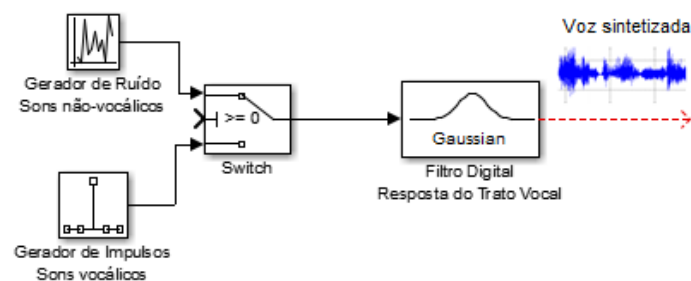 Voz sintetizada
Gerador de Ruído
Sons não-vocálicos
>= 0
Switch
Gaussian
Filtro Digital
Resposta do Trato Vocal
Gerador de Impulsos
Sons vocálicos